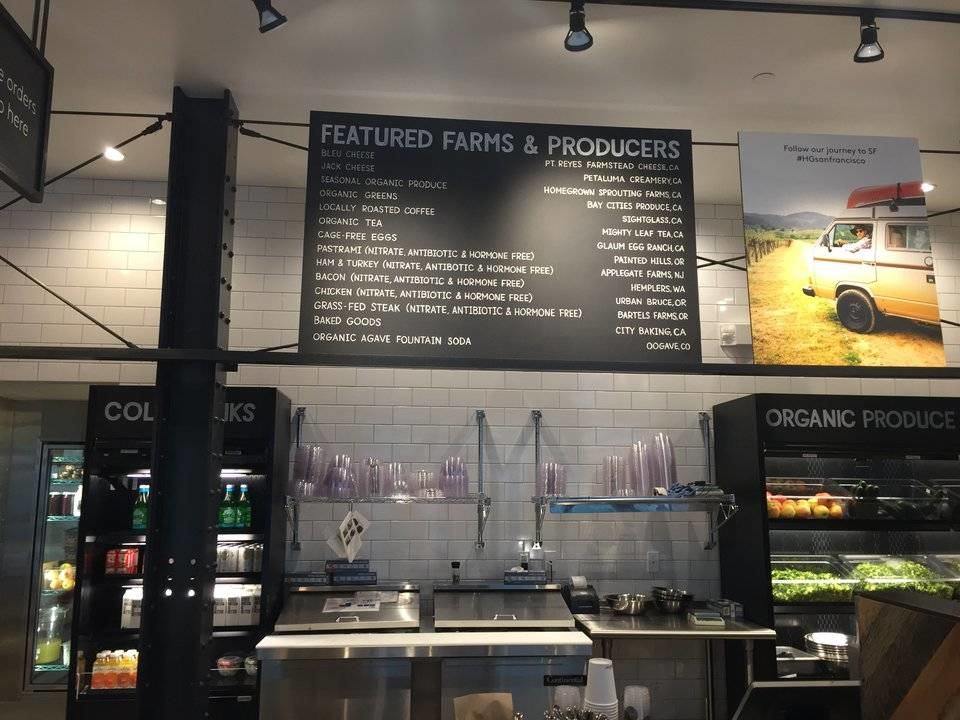 e orders
here
FEATURED FARMS & PRODUCERS
BLEU CHEESE PT. REYES FARMSTEAD CHEESE, CA
JACK CHEESE PETALUMA CREAMERY, CA
SEASONAL ORGANIC PRODUCE HOMEGROWN SPROUTING FARMS, CA
ORGANIC GREENS BAY CITIES PRODUCE, CA
LOCALLY ROASTED COFFEE SIGHTGLASS, CA
ORGANIC TEA MIGHTY LEAF TEA, CA
CAGE-FREE EGGS GLAUM EGG RANCH, CA
PASTRAMI (NITRATE, ANTIBIOTIC & HORMONE FREE) PAINTED HILLS, OR
HAM & TURKEY (NITRATE, ANTIBOTIC & HORMONE FREE) APPLEGATE FARMS, NJ
BACON (NITRATE, ANTIBIOTIC & HORMONE FREE) HEMPLERS, WA
CHICKEN (NITRATE, ANTIBIOTIC & HORMONE FREE) URBAN BRUCE, OR
GRASS-FED STEAK (NITRATE, ANTIBIOTIC & HORMONE FREE) BARTELS FARMS, OR
BAKED GOODS CITY BAKING, CA
ORGANIC AGAVE FOUNTAIN SODA OOGAVE, CO
Follow our journey to SF
#HGsanfrancisco
COL KS
ORGANIC PRODUCE
Continental